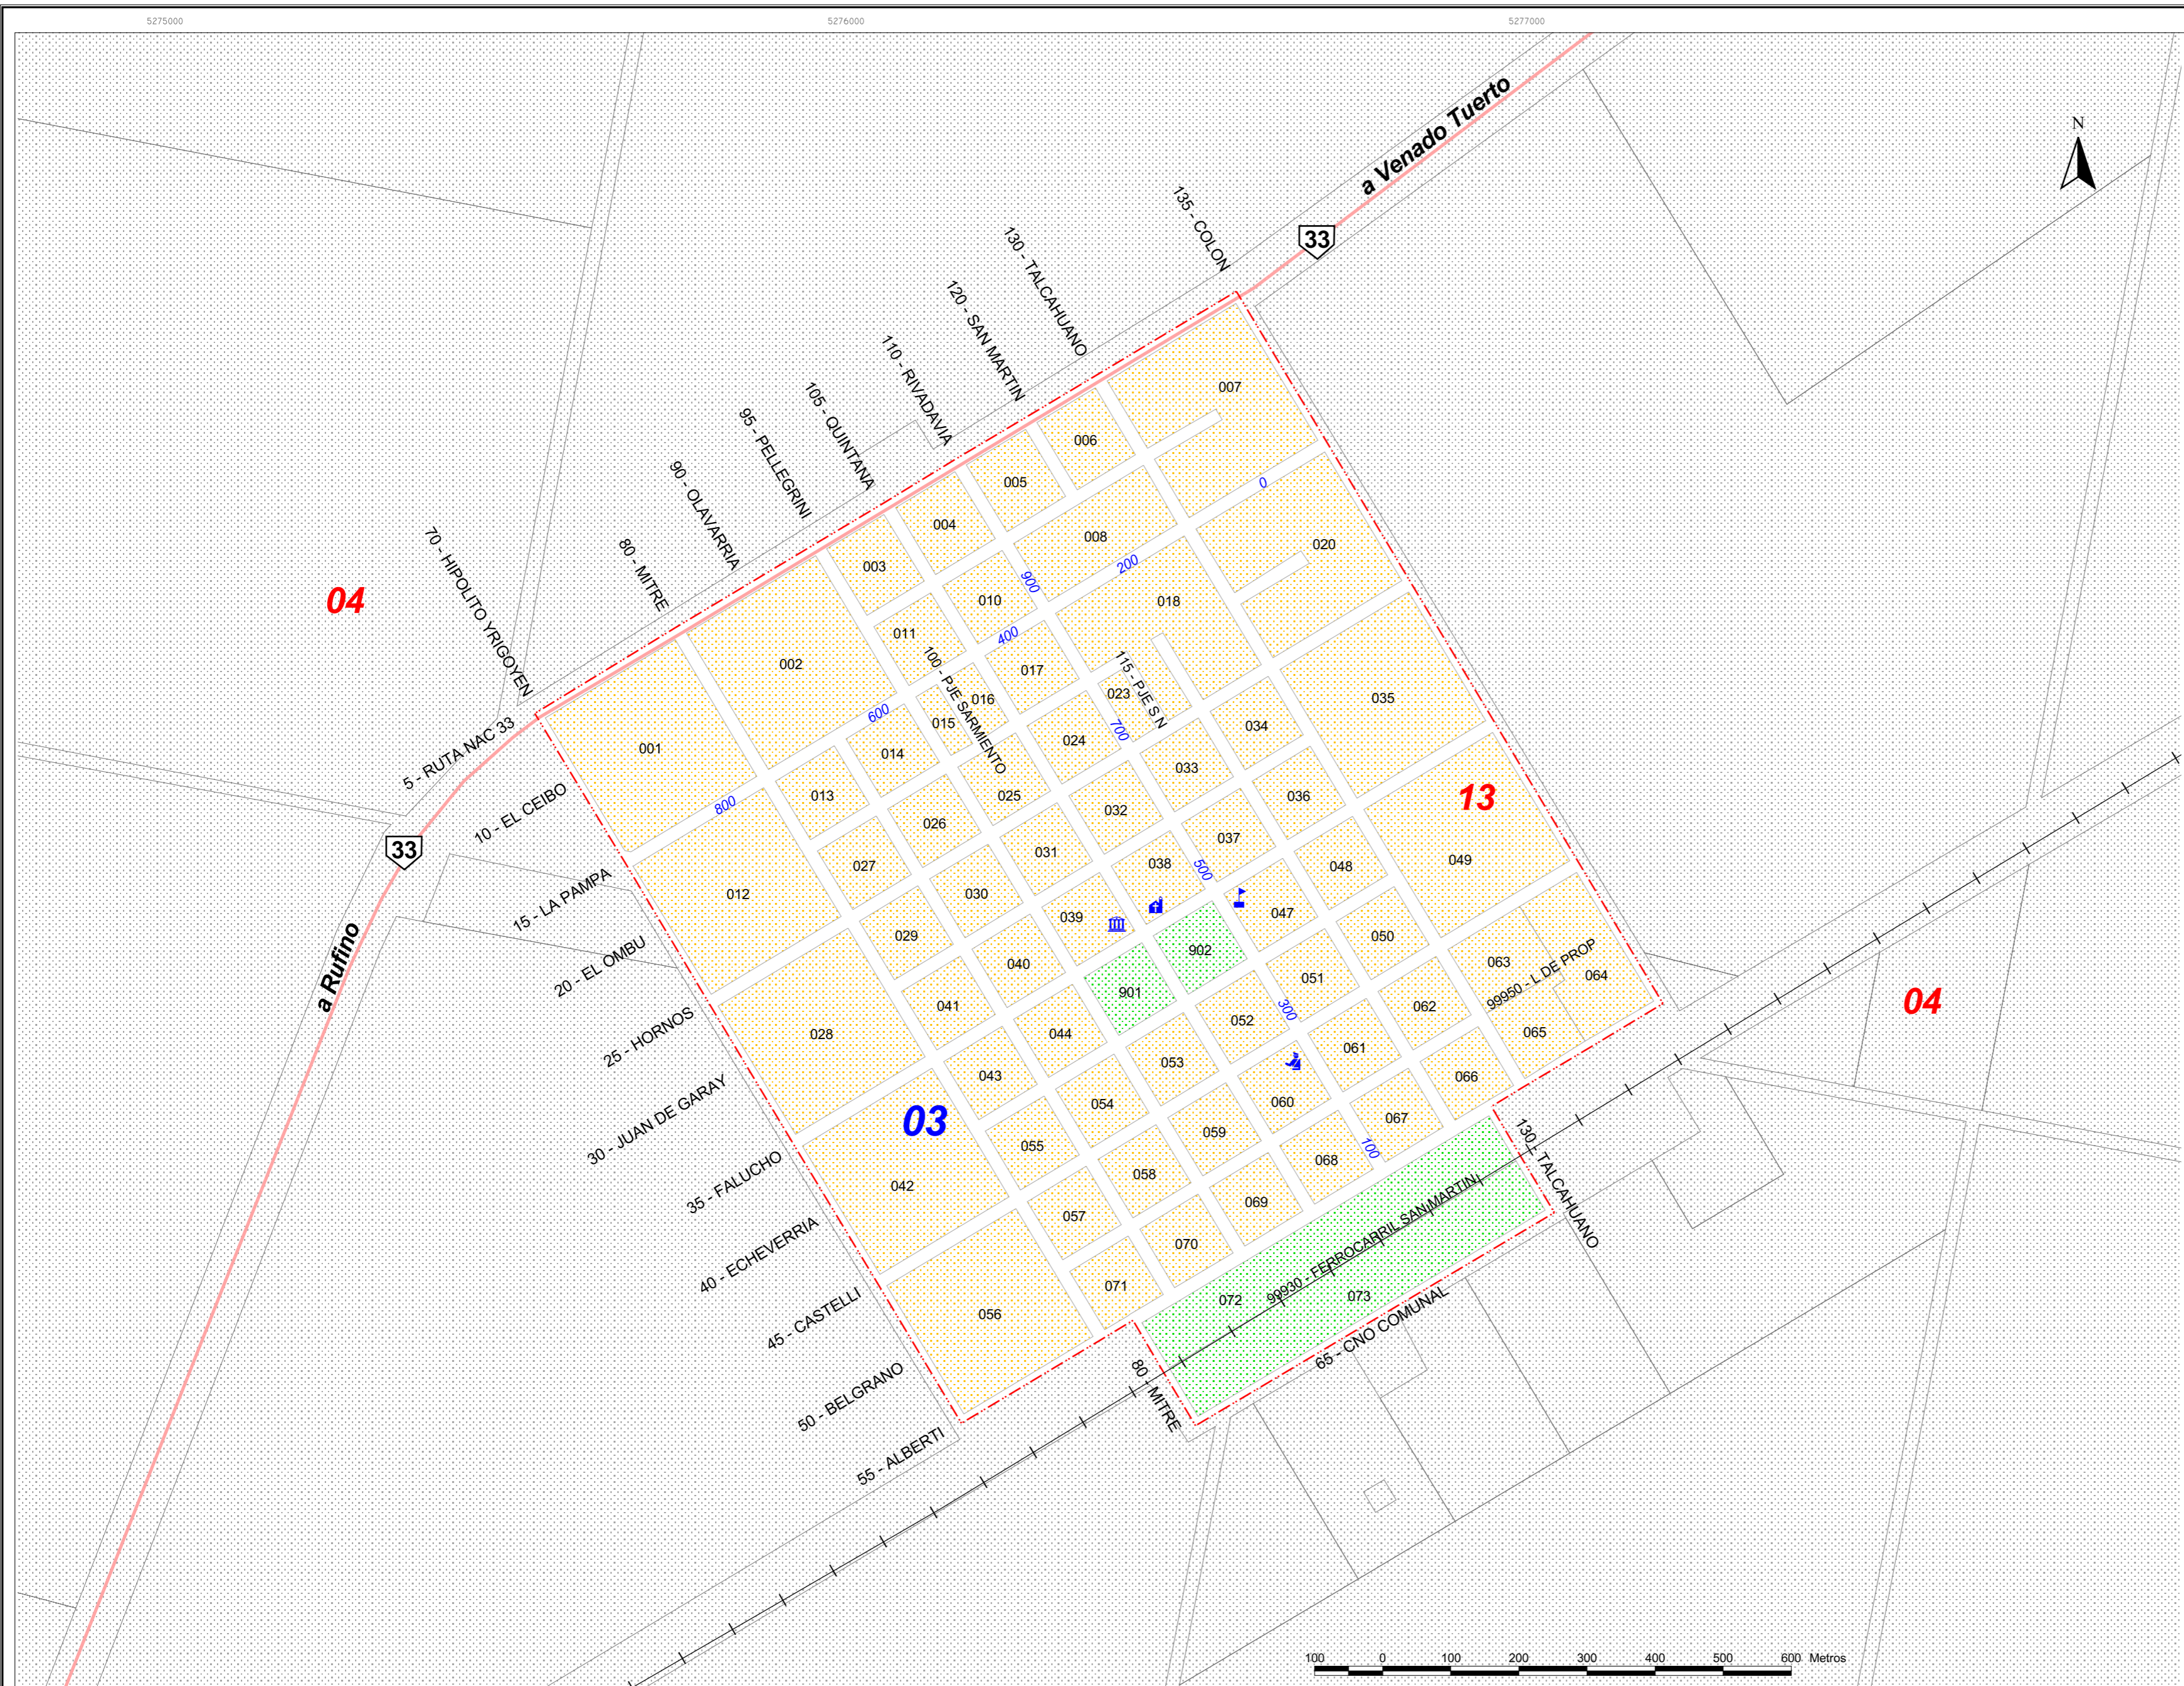 5275000
5276000
5277000
a Venado Tuerto
N
33
135 - COLON
130 - TALCAHUANO
120 - SAN MARTIN
110 - RIVADAVIA
105 - QUINTANA
95 - PELLEGRINI
90 - OLAVARRIA
80 - MITRE
70 - HIPOLITO YRIGOYEN
04
5 - RUTA NAC 33
10 - EL CEIBO
33
15 - LA PAMPA
a Rufino
20 - EL OMBU
25 - HORNOS
30 - JUAN DE GARAY
35 - FALUCHO
40 - ECHEVERRIA
45 - CASTELLI
50 - BELGRANO
55 - ALBERTI
007
006
005
0
004
008
020
003
200
900
010
018
011
400
002
017
100 - PJE SARMIENTO
115 - PJE S N
023
016
035
600
015
034
700
001
014
024
033
013
025
036
13
800
032
026
037
031
049
038
048
027
500
012
030
039
047
029
050
902
040
063
99950 - L DE PROP
064
051
901
041
062
300
052
04
028
044
065
061
053
043
066
060
054
067
03
059
055
100
068
130 - TALCAHUANO
058
042
069
057
99930 - FERROCARRIL SAN MARTINI
070
071
072
073
056
65 - CNO COMUNAL
80 - MITRE
100 0 100 200 300 400 500 600 Metros